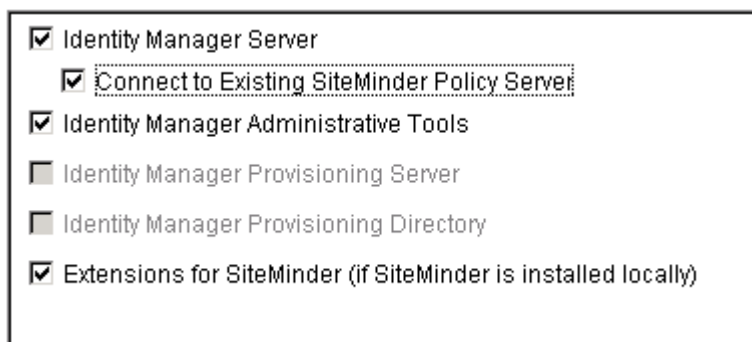 Identity Manager Server
Connect to Existing SiteMinder Policy Server
Identity Manager Administrative Tools
Identity Manager Provisioning Server
Identity Manager Provisioning Directory
Extensions for SiteMinder (if SiteMinder is installed locally)